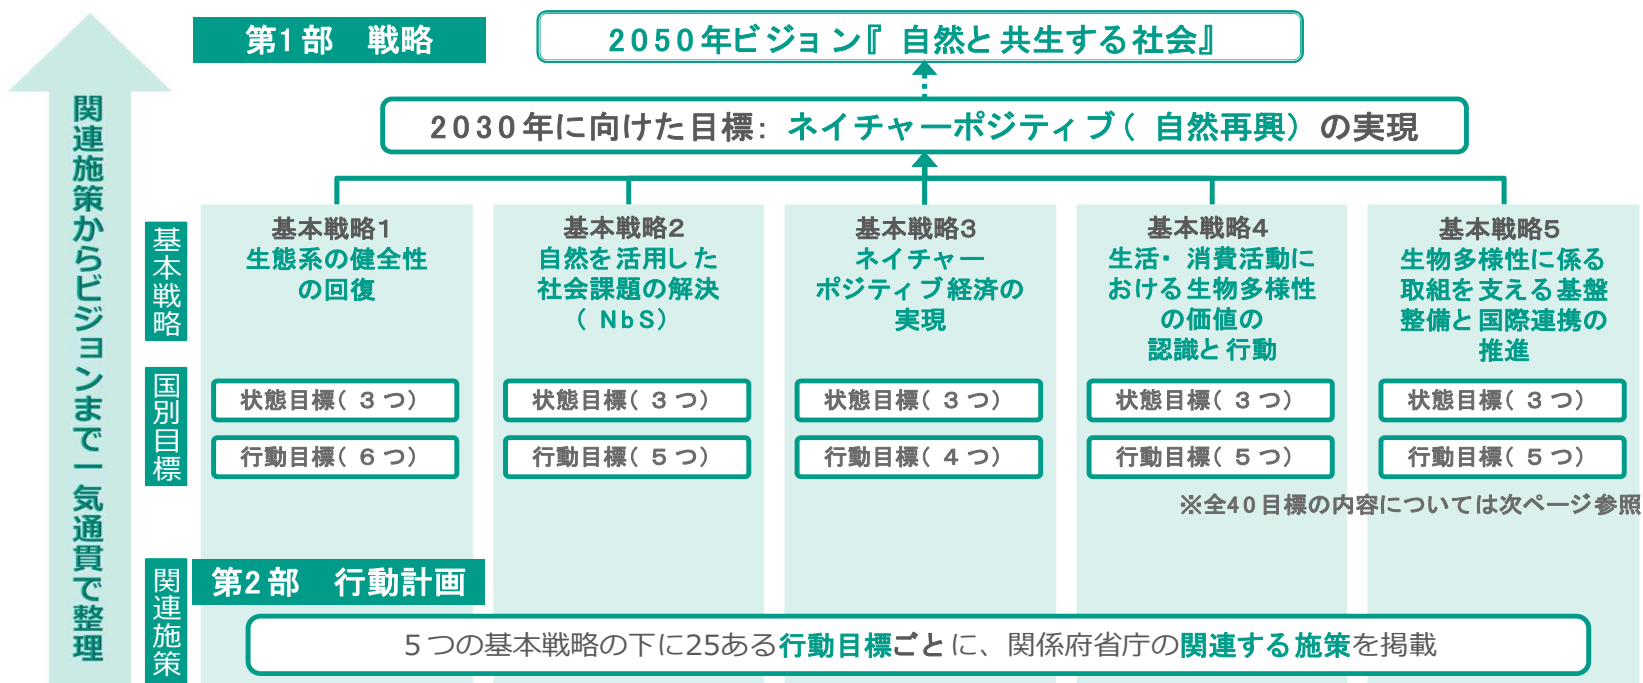 関連施策からビジョンまで一気通貫で整理
第1部 戦略
2050年ビジョン『自然と共生する社会』
2030年に向けた目標：ネイチャーポジティブ（自然再興）の実現
基本戦略
基本戦略1
生態系の健全性
の回復
基本戦略2
自然を活用した
社会課題の解決
（NbS）
基本戦略3
ネイチャー
ポジティブ経済の
実現
基本戦略4
生活・消費活動に
おける生物多様性
の価値の
認識と行動
基本戦略5
生物多様性に係る
取組を支える基盤
整備と国際連携の
推進
国別目標
状態目標（3つ）
状態目標（3つ）
状態目標（3つ）
状態目標（3つ）
状態目標（3つ）
行動目標（6つ）
行動目標（5つ）
行動目標（4つ）
行動目標（5つ）
行動目標（5つ）
※全40目標の内容については次ページ参照
関連施策
第2部 行動計画
5つの基本戦略の下に25ある行動目標ごとに、関係府省庁の関連する施策を掲載